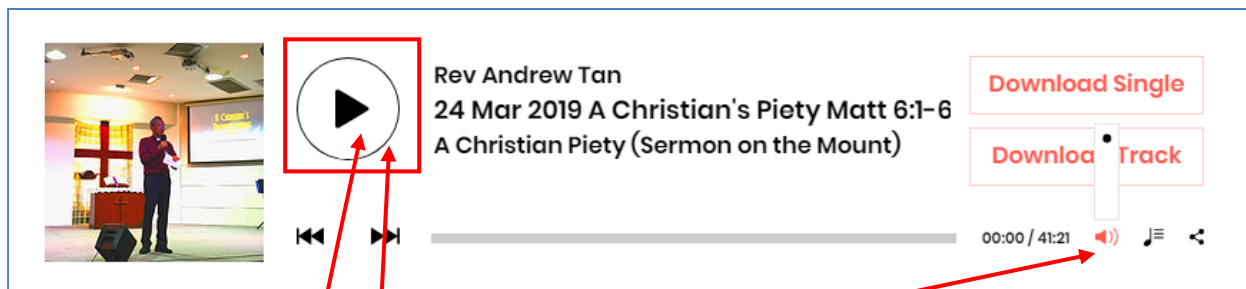 Rev Andrew Tan
24 Mar 2019 A Christian's Piety Matt 6:1-6
A Christian Piety (Sermon on the Mount)
Download Single
Downloa Track
00:00 / 41:21